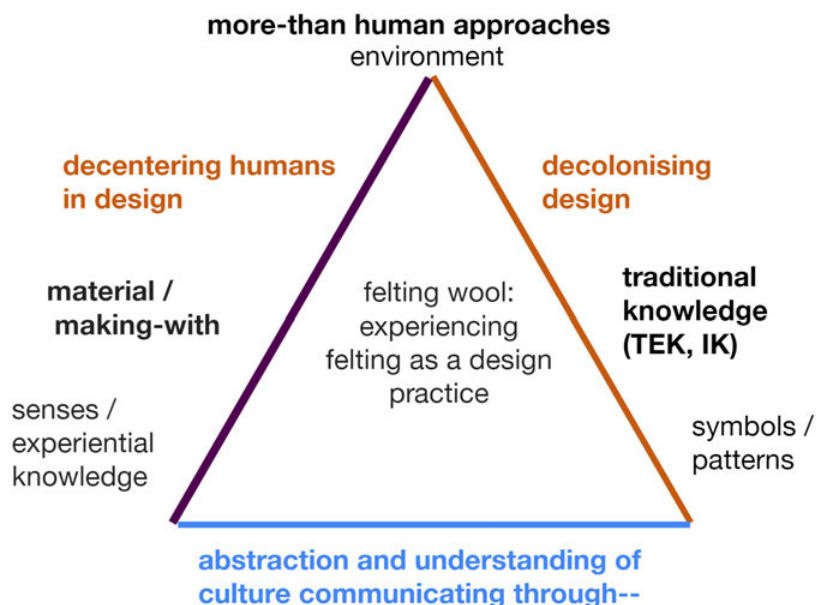 more-than human approaches
environment
decentering humans
in design
decolonising
design
material /
making-with
traditional
knowledge
(TEK, IK)
felting wool:
experiencing
felting as a design
practice
senses /
experiential
knowledge
symbols /
patterns
abstraction and understanding of
culture communicating through--